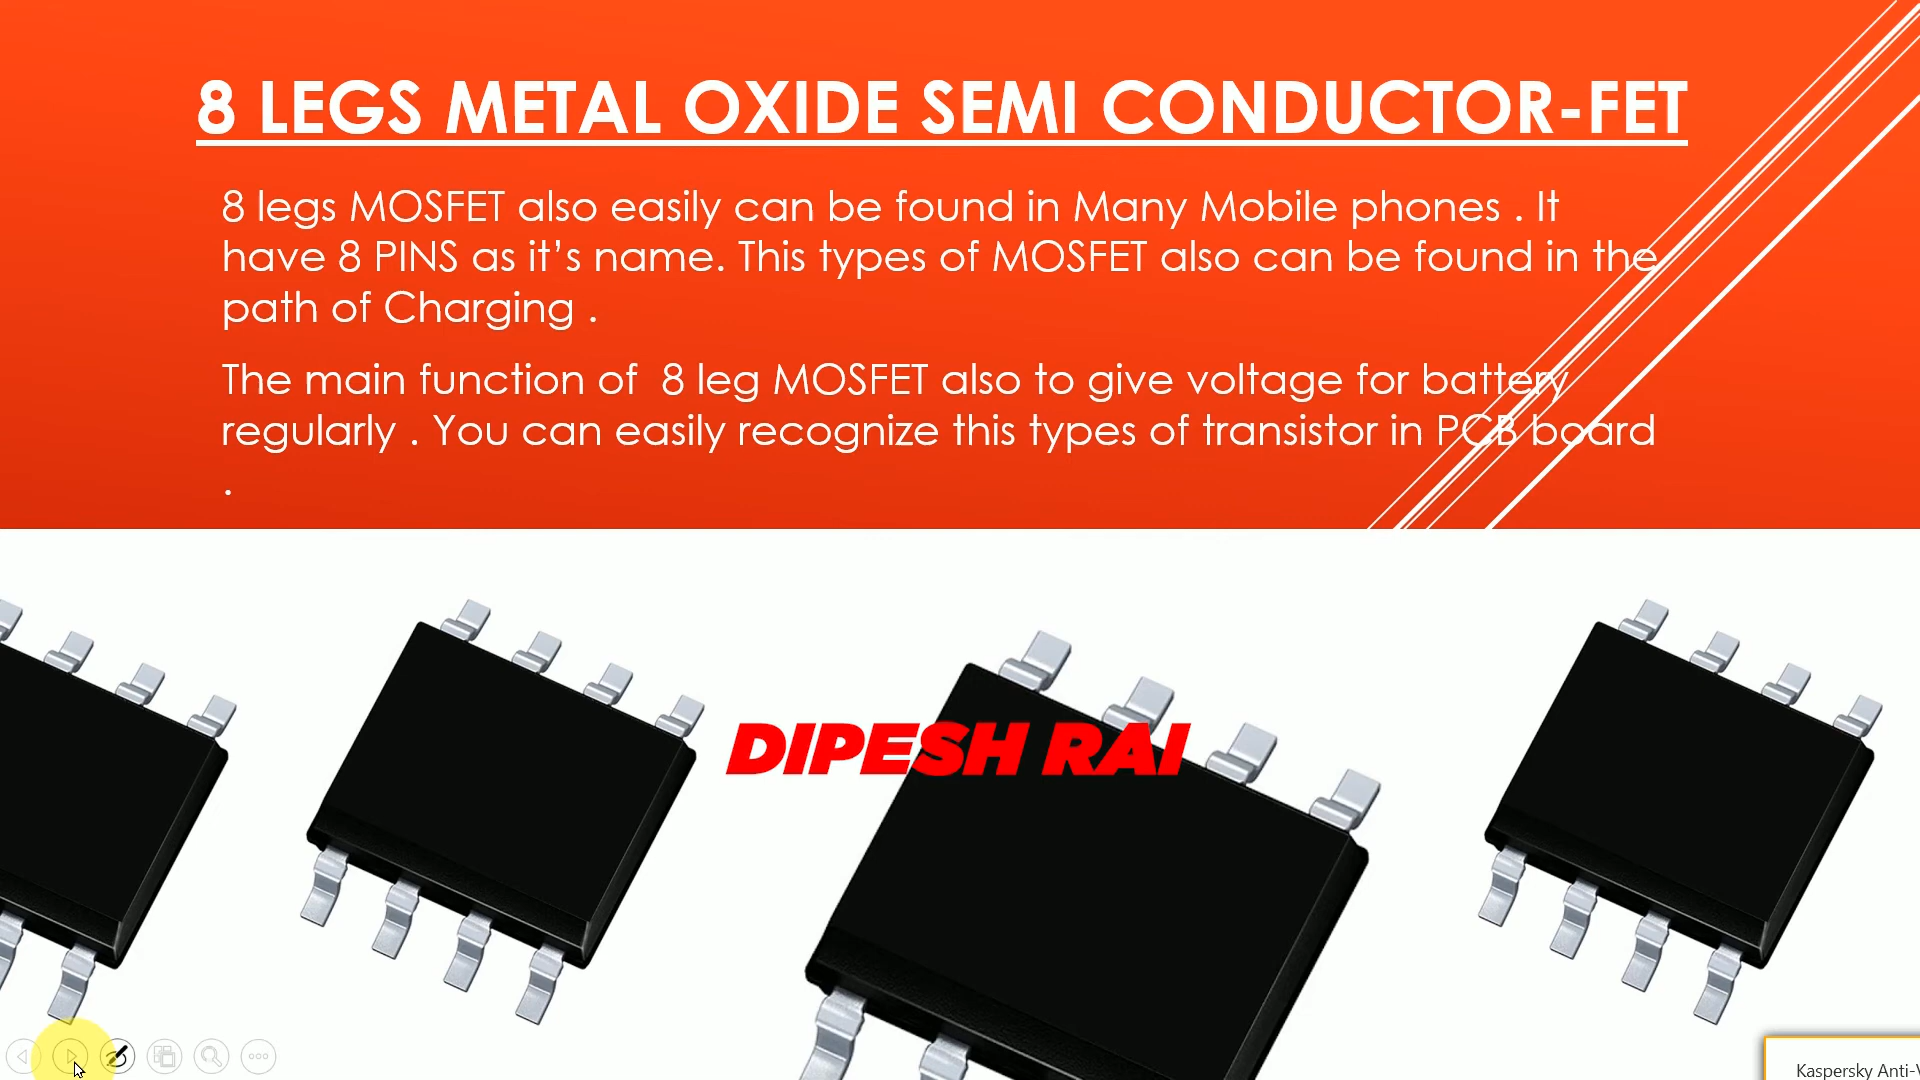 8 LEGS METAL OXIDE SEMI CONDUCTOR-FET
8 legs MOSFET also easily can be found in Many Mobile phones . It
have 8 PINS as it’s name. This types of MOSFET also can be found in the
path of Charging .
The main function of  8 leg MOSFET also to give voltage for battery
regularly . You can easily recognize this types of transistor in PCB board
.
DIPESH RAI
Kaspersky Anti-V